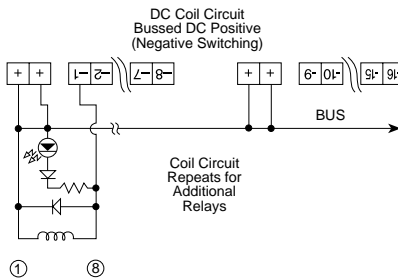 DC Coil Circuit
Bussed DC Positive
(Negative Switching)
+ + -1 -2 -7 -8 + + -9 -10 -15 -16
BUS
Coil Circuit
Repeats for
Additional
Relays
1 8